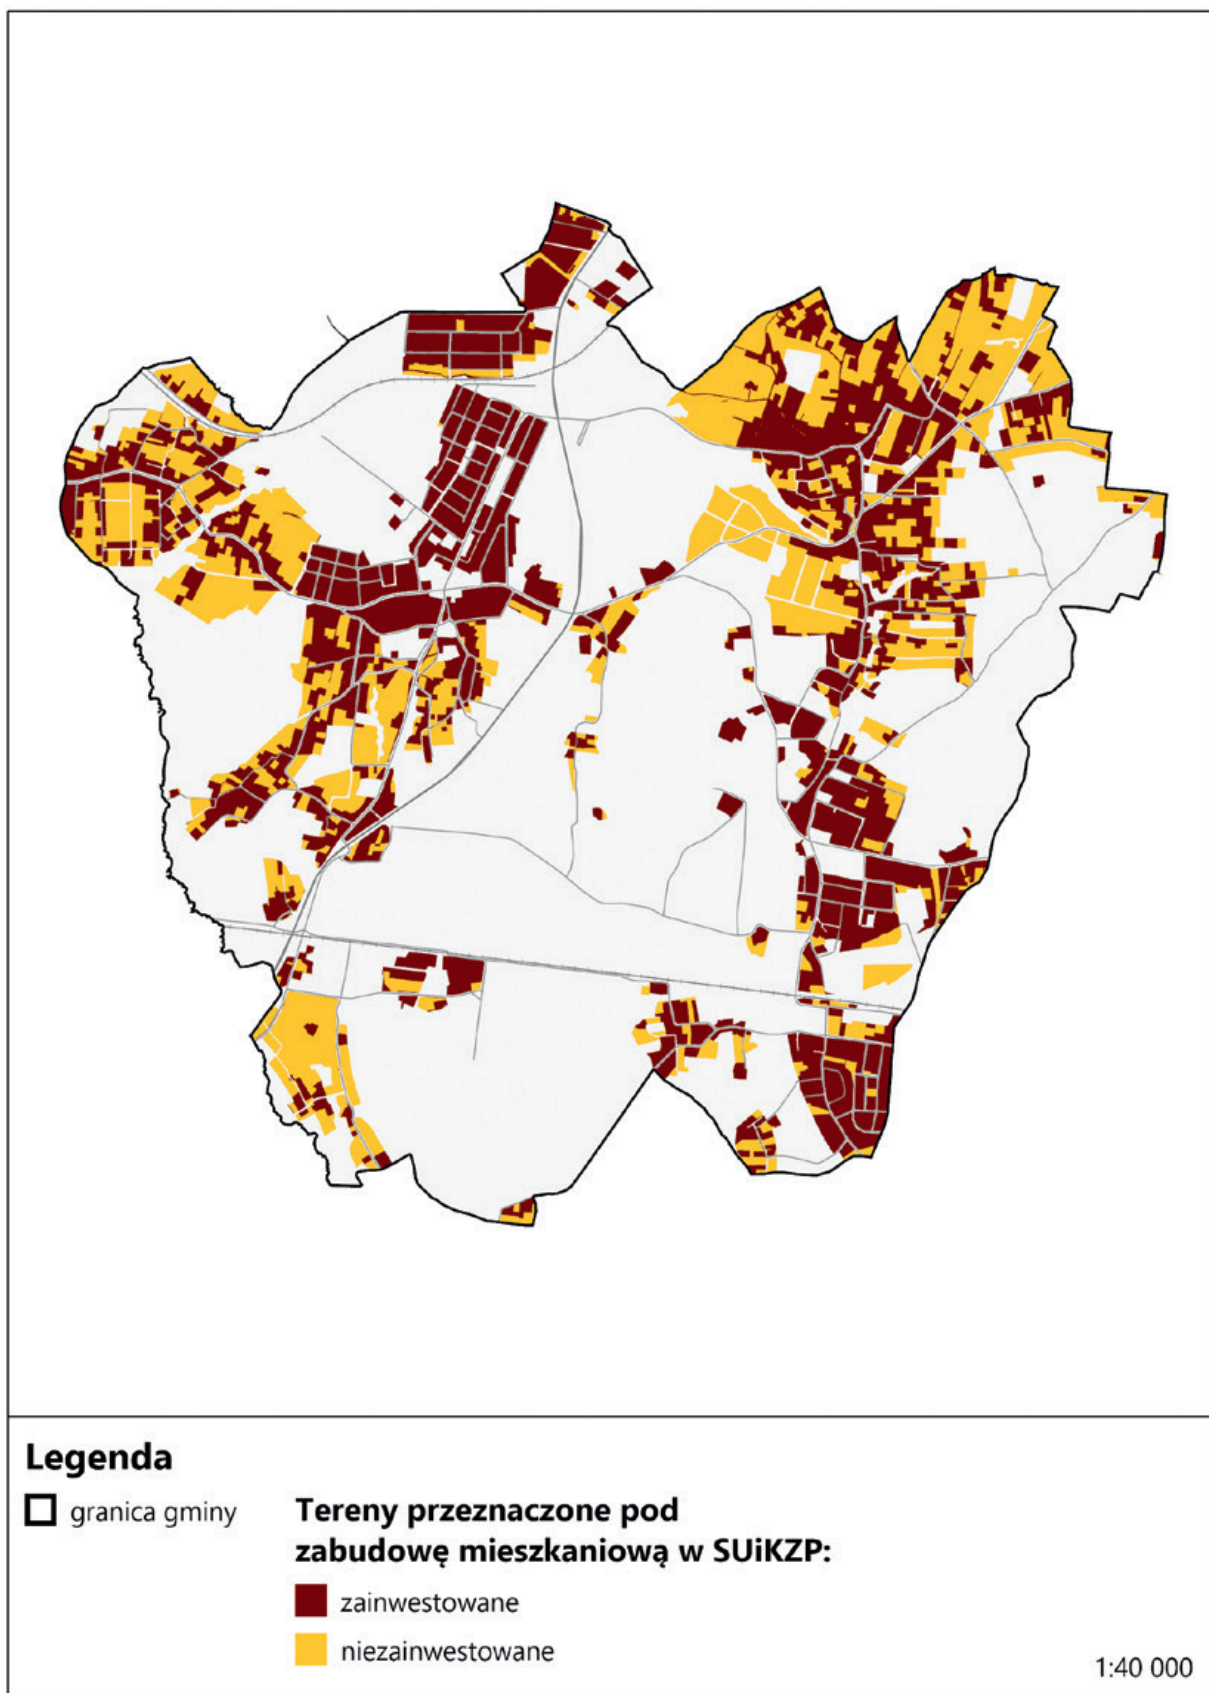 Legenda
granica gminy
Tereny przeznaczone pod
zabudowę mieszkaniową w SUiKZP:
zainwestowane
niezainwestowane
1:40 000